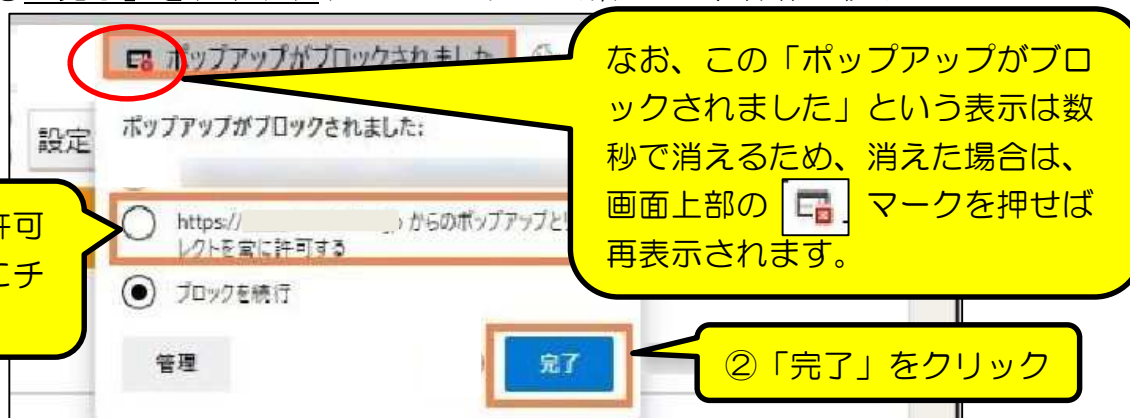 ポップアップがブロックされました
設定
ポップアップがブロックされました:
https:// からのポップアップと
レクトを常に許可する
ブロックを続行
管理
完了
許可
にチ
なお、この「ポップアップがブロ
ックされました」という表示は数
秒で消えるため、消えた場合は、
画面上部の マークを押せば
再表示されます。
②「完了」をクリック